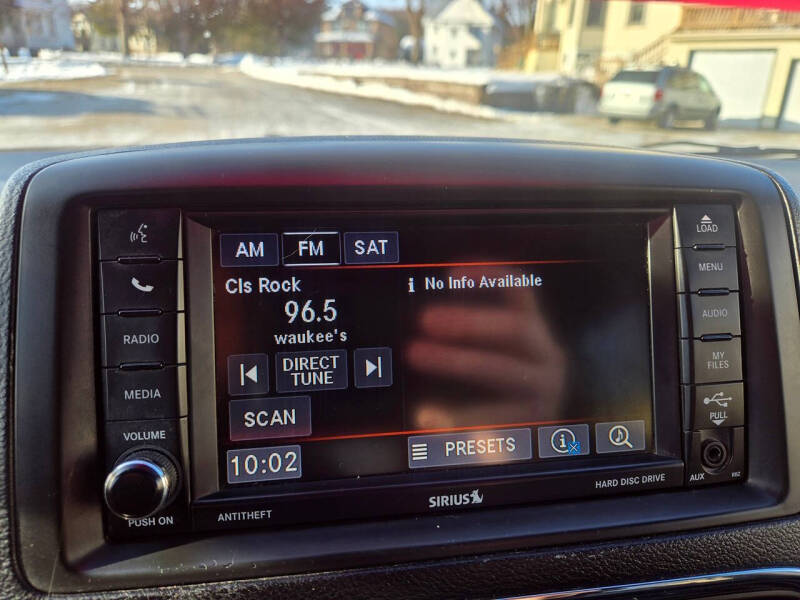 AM FM SAT
Cls Rock
96.5
waukee's
DIRECT
TUNE
SCAN
10:02
i No Info Available
PRESETS
RADIO
MEDIA
VOLUME
PUSH ON
ANTITHEFT
SIRIUS
HARD DISC DRIVE
LOAD
MENU
AUDIO
MY
FILES
PULL
AUX